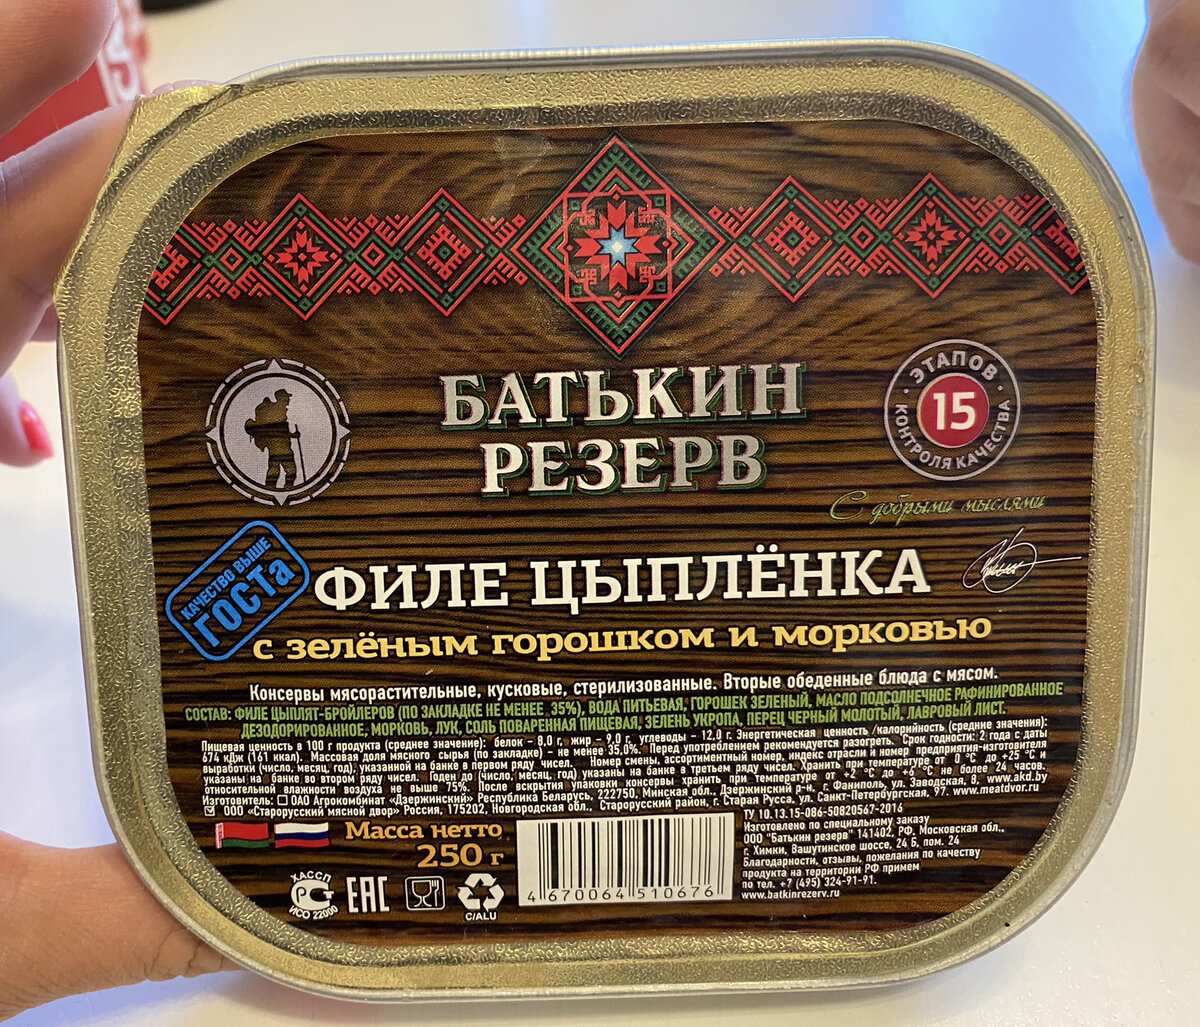 БАТЬКИН
РЕЗЕРВ
ЭТАПОВ
15
КОНТРОЛЯ КАЧЕСТВА
С добрыми мыслями
КАЧЕСТВО ВЫШЕ
ГОСТа
ФИЛЕ ЦЫПЛЁНКА
с зелёным горошком и морковью
Консервы мясорастительные, кусковые, стерилизованные. Вторые обеденные блюда с мясом.
СОСТАВ: ФИЛЕ ЦЫПЛЯТ-БРОЙЛЕРОВ (ПО ЗАКЛАДКЕ НЕ МЕНЕЕ 35%), ВОДА ПИТЬЕВАЯ, ГОРОШЕК ЗЕЛЕНЫЙ, МАСЛО ПОДСОЛНЕЧНОЕ РАФИНИРОВАННОЕ
ДЕЗОДОРИРОВАННОЕ, МОРКОВЬ, ЛУК, СОЛЬ ПОВАРЕННАЯ ПИЩЕВАЯ, ЗЕЛЕНЬ УКРОПА, ПЕРЕЦ ЧЕРНЫЙ МОЛОТЫЙ, ЛАВРОВЫЙ ЛИСТ.
Пищевая ценность в 100 г продукта (среднее значение): белок – 8,0 г, жир – 9,0 г, углеводы – 12,0 г. Энергетическая ценность /калорийность (средние значения):
674 кДж (161 ккал). Массовая доля мясного сырья (по закладке) – не менее 35,0%. Перед употреблением рекомендуется разогреть. Срок годности: 2 года с даты
выработки (число, месяц, год), указанной на банке в первом ряду чисел. Номер смены, ассортиментный номер, индекс отрасли и номер предприятия-изготовителя
указаны на банке во втором ряду чисел. Годен до (число, месяц, год) указаны на банке в третьем ряду чисел. Хранить при температуре от 0 °С до +25 °С и
относительной влажности воздуха не выше 75%. После вскрытия упаковки консервы хранить при температуре от +2 °С до +6 °С не более 24 часов.
Изготовитель: ☐ ОАО Агрокомбинат «Дзержинский» Республика Беларусь, 222750, Минская обл., Дзержинский р-н, г. Фаниполь, ул. Заводская, 8, www.akd.by
☑ ООО «Старорусский мясной двор» Россия, 175202, Новгородская обл., Старорусский район, г. Старая Русса, ул. Санкт-Петербургская, 97. www.meatdvor.ru
Масса нетто
250 г
ТУ 10.13.15-086-50820567-2016
Изготовлено по специальному заказу
ООО "Батькин резерв" 141402, РФ, Московская обл.,
г. Химки, Вашутинское шоссе, 24 Б, пом. 24
Благодарности, отзывы, пожелания по качеству
продукта на территории РФ примем
по тел. +7 (495) 324-91-91.
www.batkinrezerv.ru
ХАССП
ИСО 22000
EAC
C/ALU
4 670064 510676